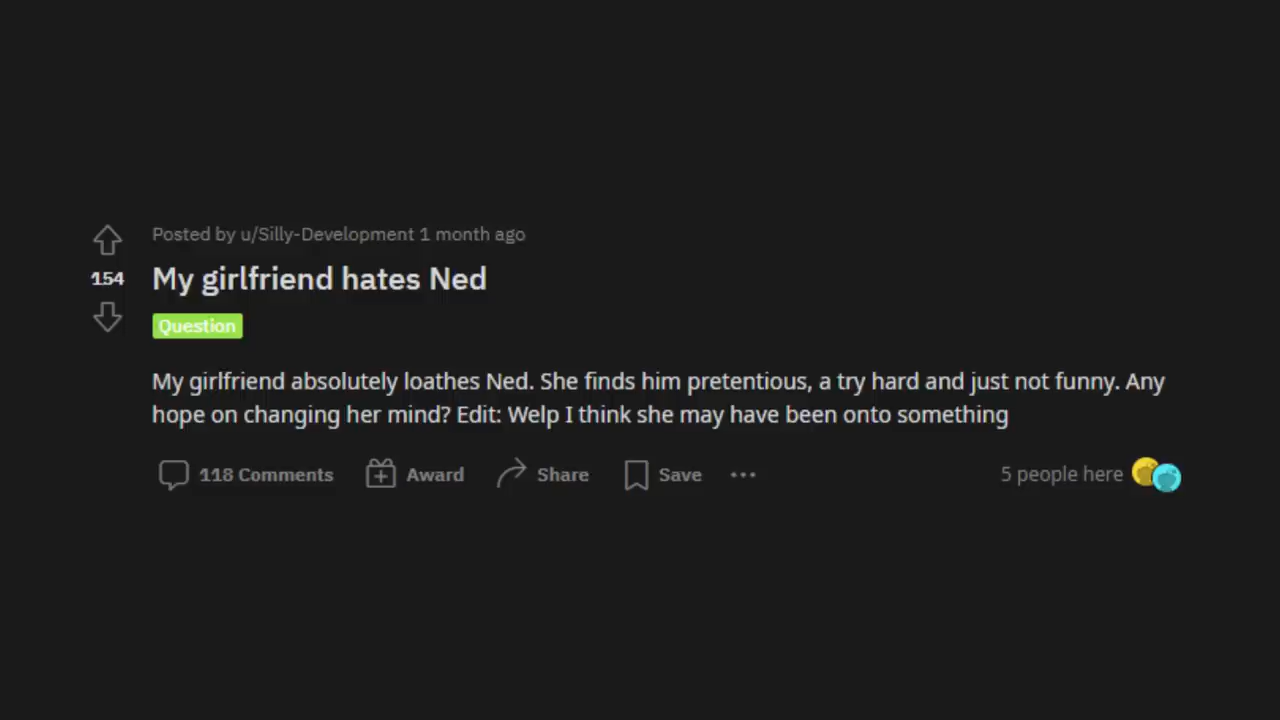 Posted by u/Silly-Development 1 month ago
154
My girlfriend hates Ned
Question
My girlfriend absolutely loathes Ned. She finds him pretentious, a try hard and just not funny. Any
hope on changing her mind? Edit: Welp I think she may have been onto something
118 Comments Award Share Save ••• 5 people here